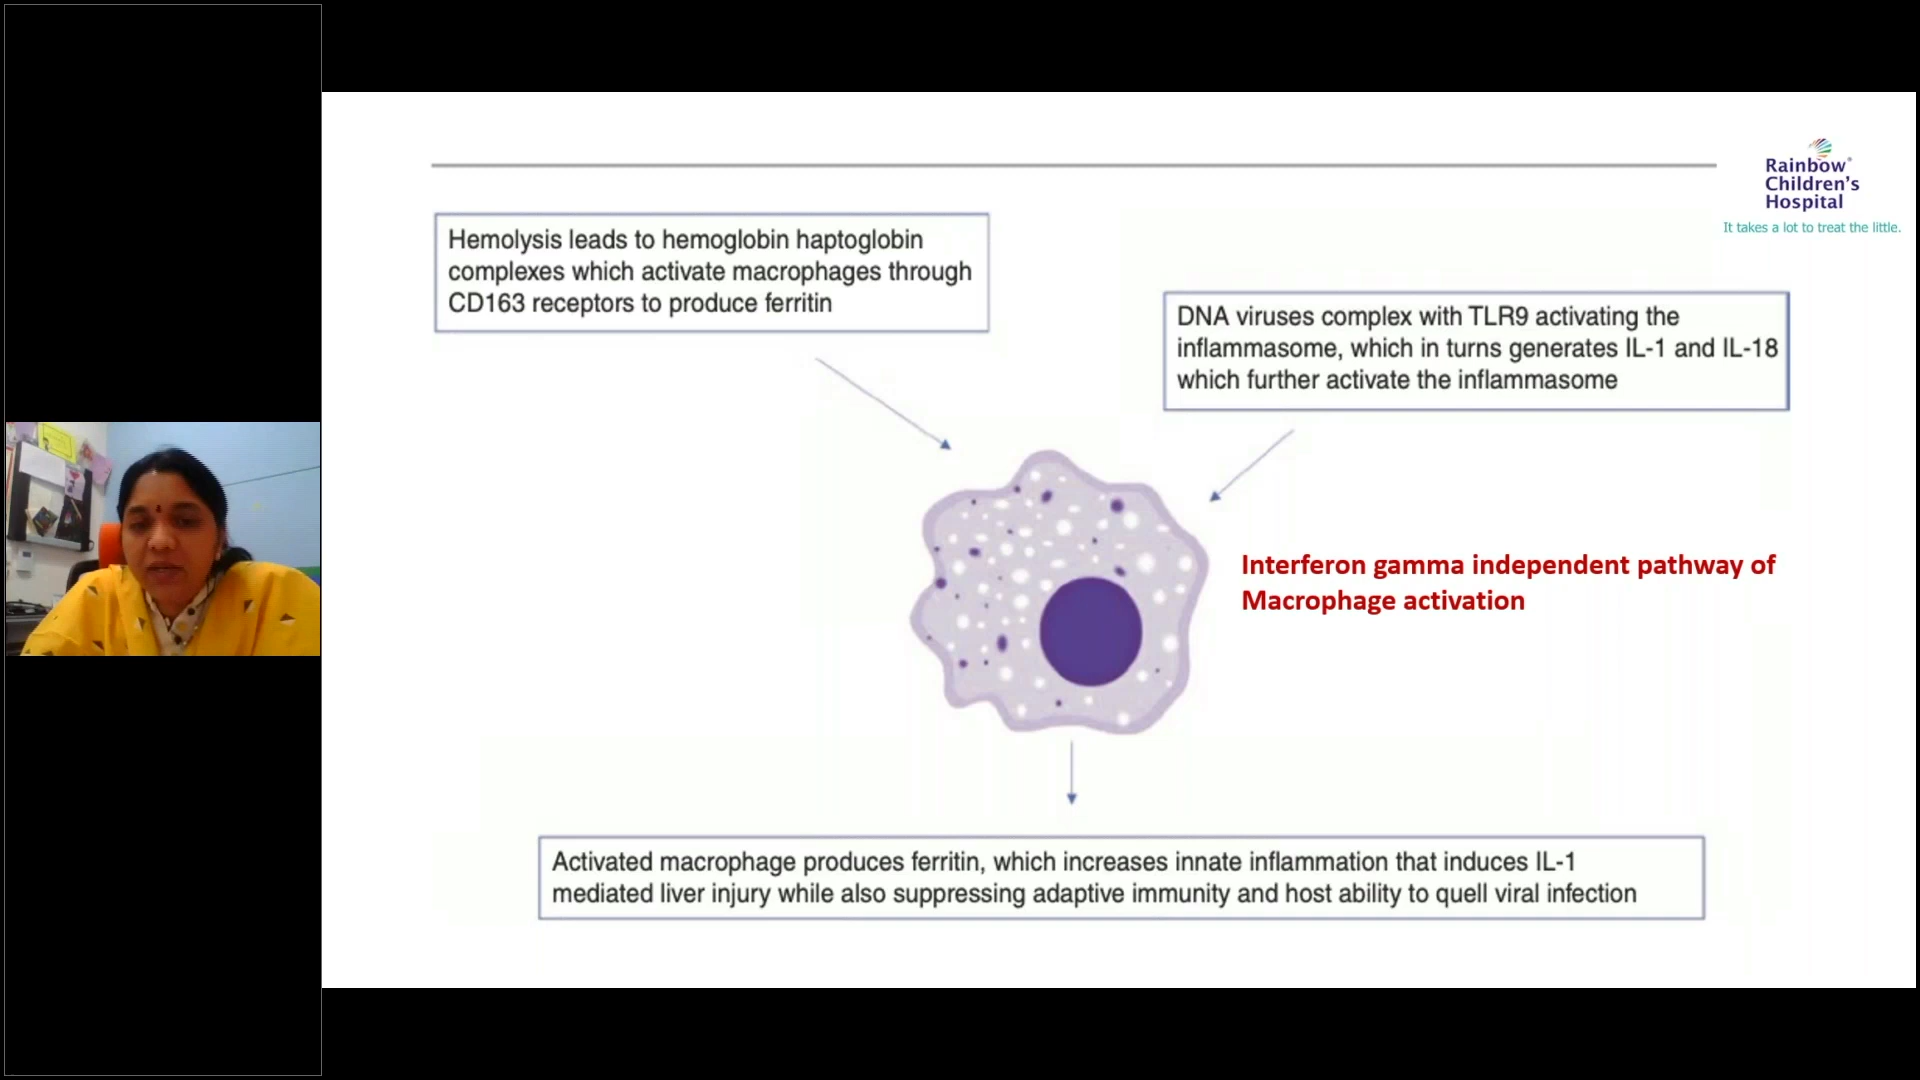 Rainbow
Children's
Hospital
It takes a lot to treat the little.
Hemolysis leads to hemoglobin haptoglobin
complexes which activate macrophages through
CD163 receptors to produce ferritin
DNA viruses complex with TLR9 activating the
inflammasome, which in turns generates IL-1 and IL-18
which further activate the inflammasome
Interferon gamma independent pathway of
Macrophage activation
Activated macrophage produces ferritin, which increases innate inflammation that induces IL-1
mediated liver injury while also suppressing adaptive immunity and host ability to quell viral infection